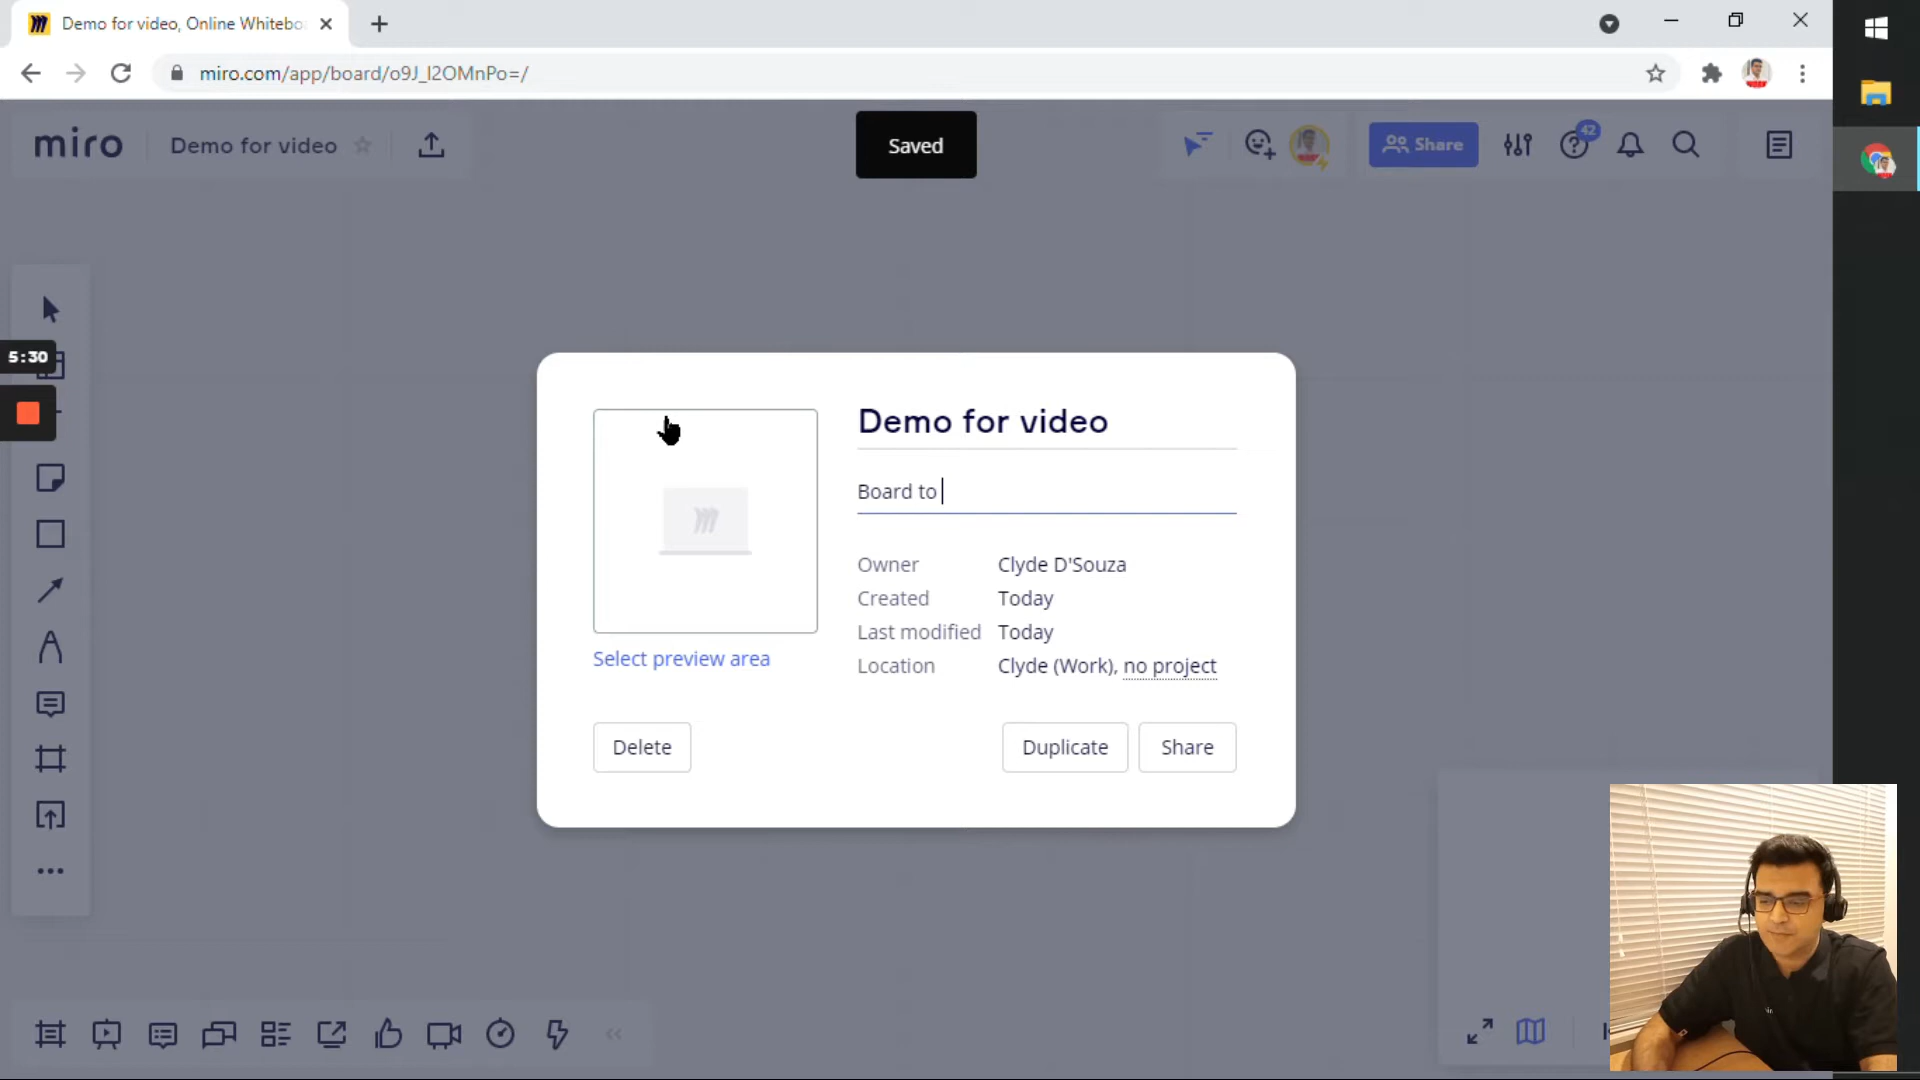 Demo for video, Online Whitebo
miro.com/app/board/o9J_l2OMnPo=/
miro
Demo for video
Saved
Share
42
5:30
Demo for video
Board to
Owner Clyde D'Souza
Created Today
Last modified Today
Location Clyde (Work), no project
Select preview area
Delete
Duplicate
Share